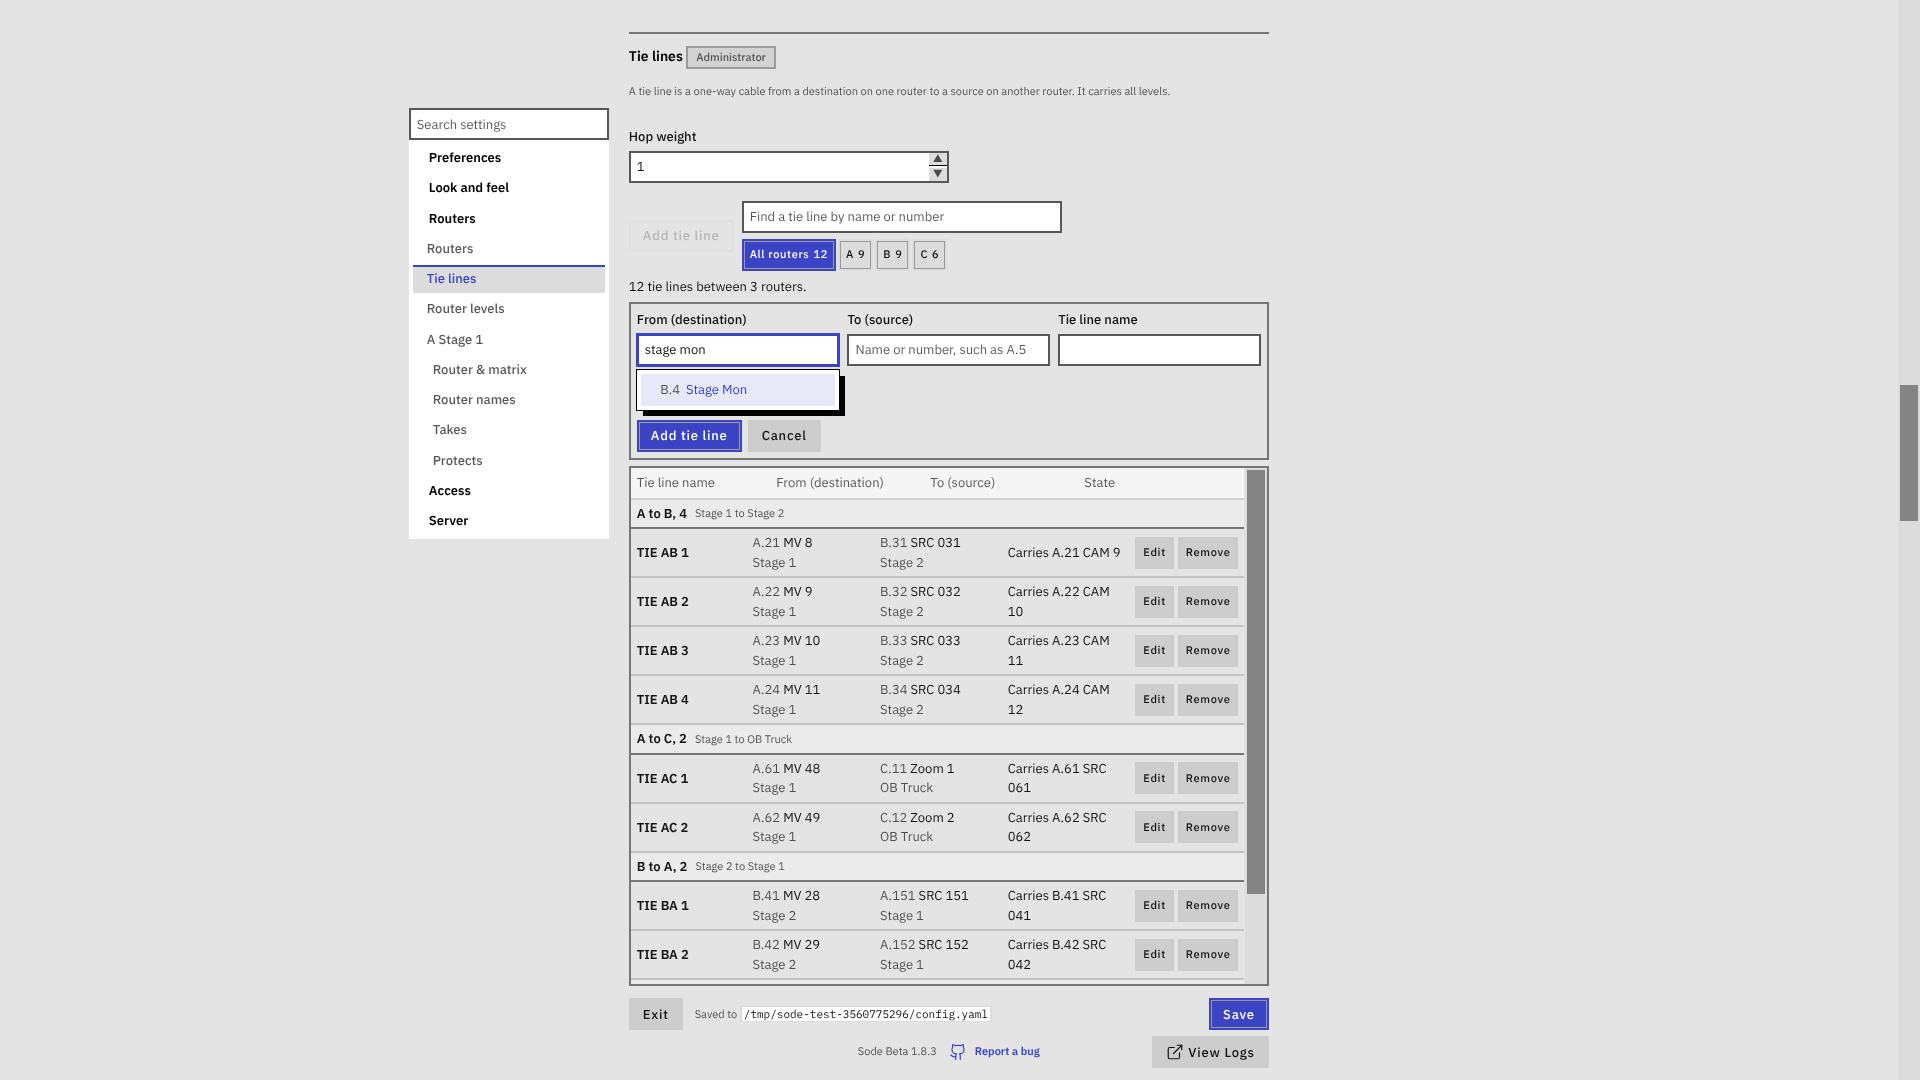 Tie lines Administrator
A tie line is a one-way cable from a destination on one router to a source on another router. It carries all levels.
Search settings
Preferences
Look and feel
Routers
Routers
Tie lines
Router levels
A Stage 1
Router & matrix
Router names
Takes
Protects
Access
Server
Hop weight
1
Add tie line
Find a tie line by name or number
All routers 12 A 9 B 9 C 6
12 tie lines between 3 routers.
From (destination) To (source) Tie line name
stage mon Name or number, such as A.5
B.4 Stage Mon
Add tie line Cancel
Tie line name From (destination) To (source) State
A to B, 4 Stage 1 to Stage 2
TIE AB 1 A.21 MV 8 B.31 SRC 031 Carries A.21 CAM 9 Edit Remove
Stage 1 Stage 2
TIE AB 2 A.22 MV 9 B.32 SRC 032 Carries A.22 CAM Edit Remove
Stage 1 Stage 2 10
TIE AB 3 A.23 MV 10 B.33 SRC 033 Carries A.23 CAM Edit Remove
Stage 1 Stage 2 11
TIE AB 4 A.24 MV 11 B.34 SRC 034 Carries A.24 CAM Edit Remove
Stage 1 Stage 2 12
A to C, 2 Stage 1 to OB Truck
TIE AC 1 A.61 MV 48 C.11 Zoom 1 Carries A.61 SRC Edit Remove
Stage 1 OB Truck 061
TIE AC 2 A.62 MV 49 C.12 Zoom 2 Carries A.62 SRC Edit Remove
Stage 1 OB Truck 062
B to A, 2 Stage 2 to Stage 1
TIE BA 1 B.41 MV 28 A.151 SRC 151 Carries B.41 SRC Edit Remove
Stage 2 Stage 1 041
TIE BA 2 B.42 MV 29 A.152 SRC 152 Carries B.42 SRC Edit Remove
Stage 2 Stage 1 042
Exit Saved to /tmp/sode-test-3560775296/config.yaml Save
Sode Beta 1.8.3 Report a bug View Logs